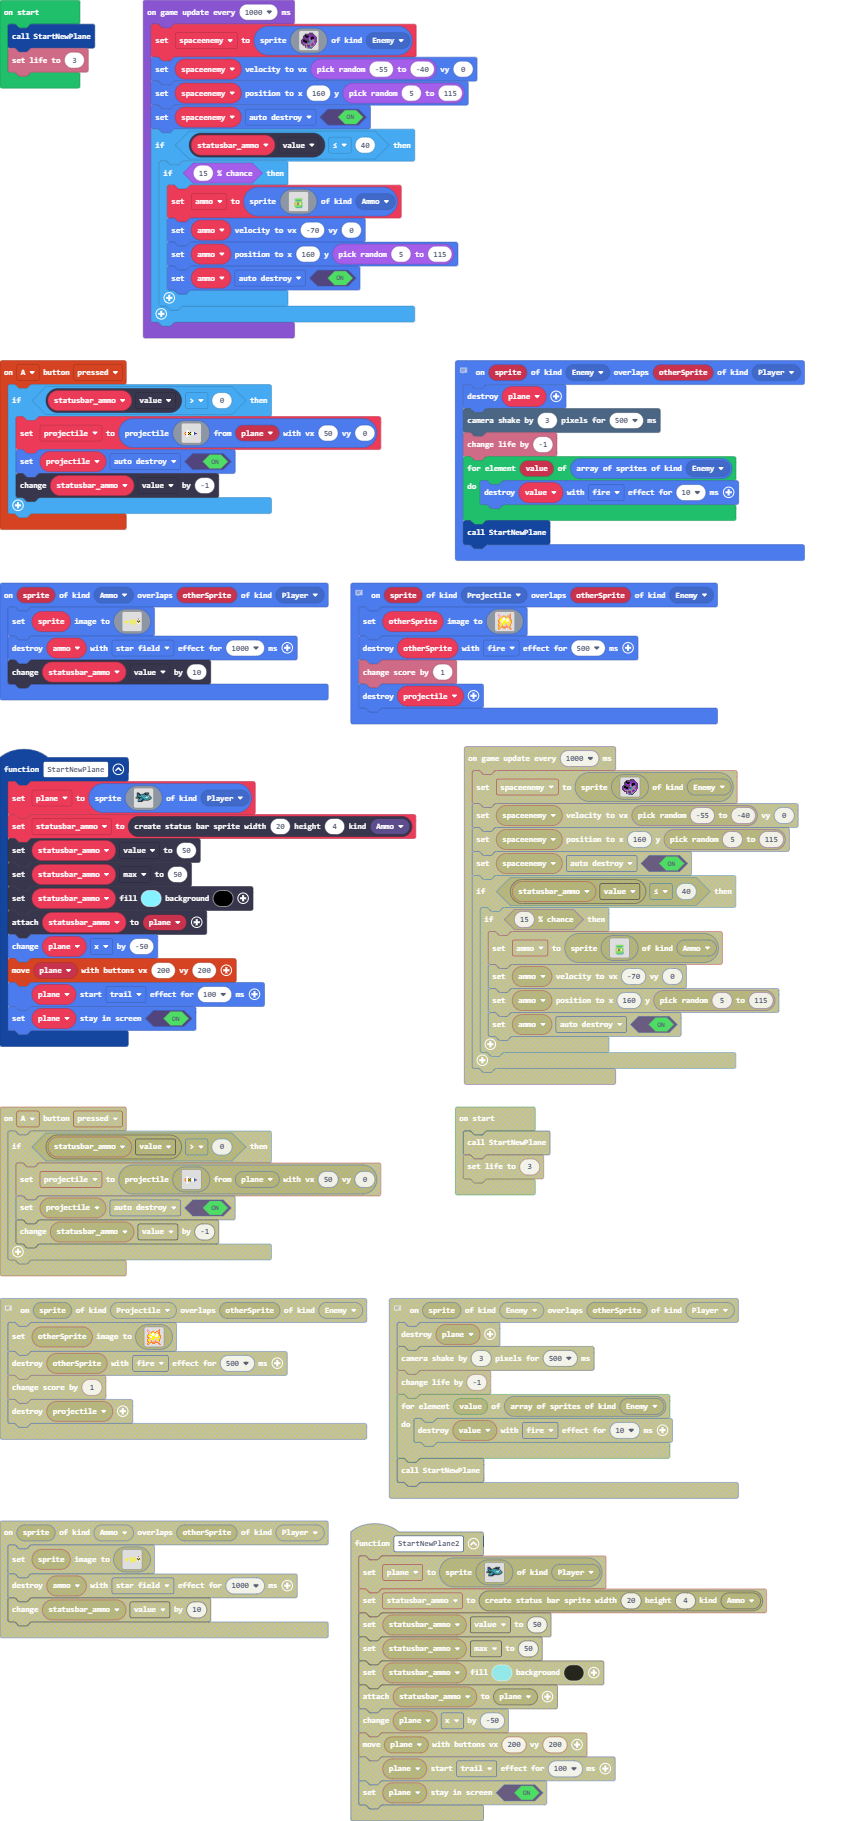 on start
call StartNewPlane
set life to 3
on game update every 1000 ms
set spaceenemy to sprite of kind Enemy
set spaceenemy velocity to vx pick random -55 to -40 vy 0
set spaceenemy position to x 160 y pick random 5 to 115
set spaceenemy auto destroy ON
if statusbar_ammo value ≤ 40 then
if 15 % chance then
set ammo to sprite of kind Ammo
set ammo velocity to vx -70 vy 0
set ammo position to x 160 y pick random 5 to 115
set ammo auto destroy ON
on A button pressed
if statusbar_ammo value > 0 then
set projectile to projectile from plane with vx 50 vy 0
set projectile auto destroy ON
change statusbar_ammo value by -1
on sprite of kind Enemy overlaps otherSprite of kind Player
destroy plane
camera shake by 3 pixels for 500 ms
change life by -1
for element value of array of sprites of kind Enemy
do destroy value with fire effect for 10 ms
call StartNewPlane
on sprite of kind Ammo overlaps otherSprite of kind Player
set sprite image to
destroy ammo with star field effect for 1000 ms
change statusbar_ammo value by 10
on sprite of kind Projectile overlaps otherSprite of kind Enemy
set otherSprite image to
destroy otherSprite with fire effect for 500 ms
change score by 1
destroy projectile
function StartNewPlane
set plane to sprite of kind Player
set statusbar_ammo to create status bar sprite width 20 height 4 kind Ammo
set statusbar_ammo value to 50
set statusbar_ammo max to 50
set statusbar_ammo fill background
attach statusbar_ammo to plane
change plane x by -50
move plane with buttons vx 200 vy 200
plane start trail effect for 100 ms
set plane stay in screen ON
on game update every 1000 ms
set spaceenemy to sprite of kind Enemy
set spaceenemy velocity to vx pick random -55 to -40 vy 0
set spaceenemy position to x 160 y pick random 5 to 115
set spaceenemy auto destroy ON
if statusbar_ammo value ≤ 40 then
if 15 % chance then
set ammo to sprite of kind Ammo
set ammo velocity to vx -70 vy 0
set ammo position to x 160 y pick random 5 to 115
set ammo auto destroy ON
on A button pressed
if statusbar_ammo value > 0 then
set projectile to projectile from plane with vx 50 vy 0
set projectile auto destroy ON
change statusbar_ammo value by -1
on start
call StartNewPlane
set life to 3
on sprite of kind Projectile overlaps otherSprite of kind Enemy
set otherSprite image to
destroy otherSprite with fire effect for 500 ms
change score by 1
destroy projectile
on sprite of kind Enemy overlaps otherSprite of kind Player
destroy plane
camera shake by 3 pixels for 500 ms
change life by -1
for element value of array of sprites of kind Enemy
do destroy value with fire effect for 10 ms
call StartNewPlane
on sprite of kind Ammo overlaps otherSprite of kind Player
set sprite image to
destroy ammo with star field effect for 1000 ms
change statusbar_ammo value by 10
function StartNewPlane2
set plane to sprite of kind Player
set statusbar_ammo to create status bar sprite width 20 height 4 kind Ammo
set statusbar_ammo value to 50
set statusbar_ammo max to 50
set statusbar_ammo fill background
attach statusbar_ammo to plane
change plane x by -50
move plane with buttons vx 200 vy 200
plane start trail effect for 100 ms
set plane stay in screen ON